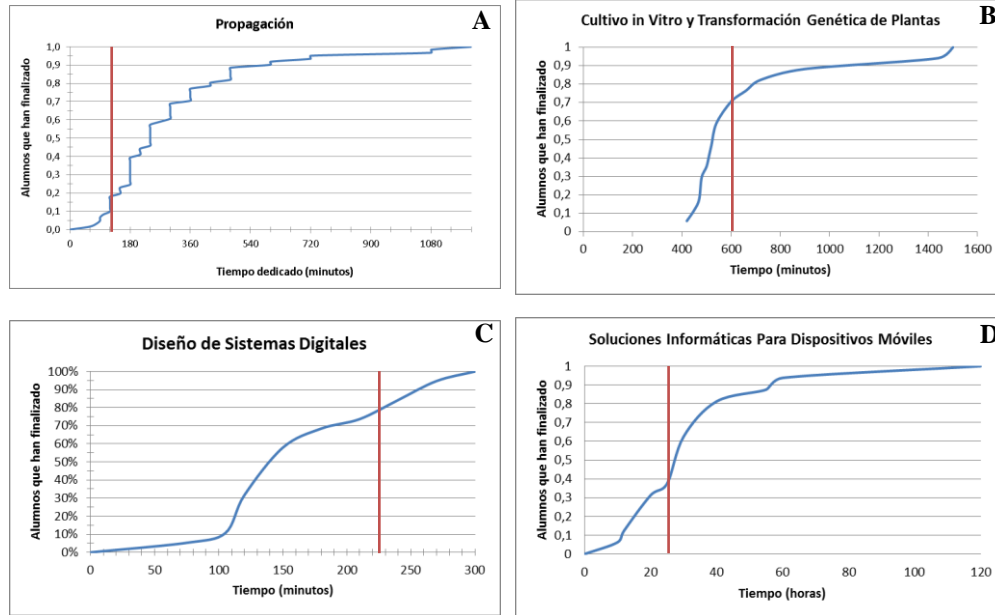 Propagación
A
1,0
0,9
0,8
0,7
0,6
0,5
0,4
0,3
0,2
0,1
0,0
Alumnos que han finalizado
0 180 360 540 720 900 1080
Tiempo dedicado (minutos)
Cultivo in Vitro y Transformación Genética de Plantas
B
1
0,9
0,8
0,7
0,6
0,5
0,4
0,3
0,2
0,1
0
Alumnos que han finalizado
0 200 400 600 800 1000 1200 1400 1600
Tiempo (minutos)
Diseño de Sistemas Digitales
C
100%
90%
80%
70%
60%
50%
40%
30%
20%
10%
0%
Alumnos que han finalizado
0 50 100 150 200 250 300
Tiempo (minutos)
Soluciones Informáticas Para Dispositivos Móviles
D
1
0,9
0,8
0,7
0,6
0,5
0,4
0,3
0,2
0,1
0
Alumnos que han finalizado
0 20 40 60 80 100 120
Tiempo (horas)